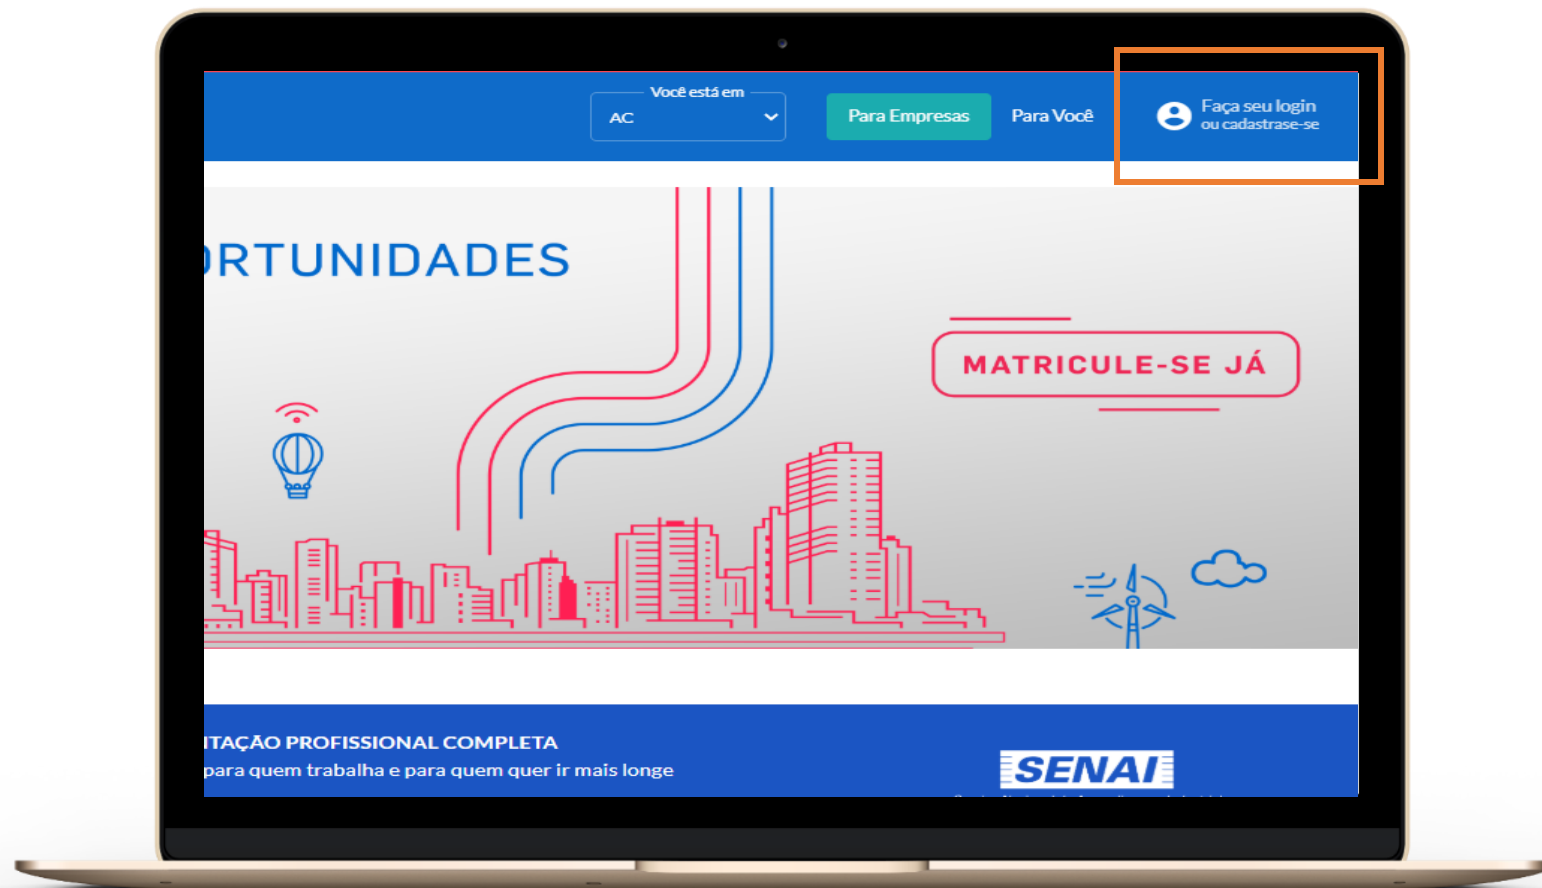 Você está em
AC
Para Empresas
Para Você
Faça seu login
ou cadastrase-se
ORTUNIDADES
MATRICULE-SE JÁ
ITAÇÃO PROFISSIONAL COMPLETA
para quem trabalha e para quem quer ir mais longe
SENAI